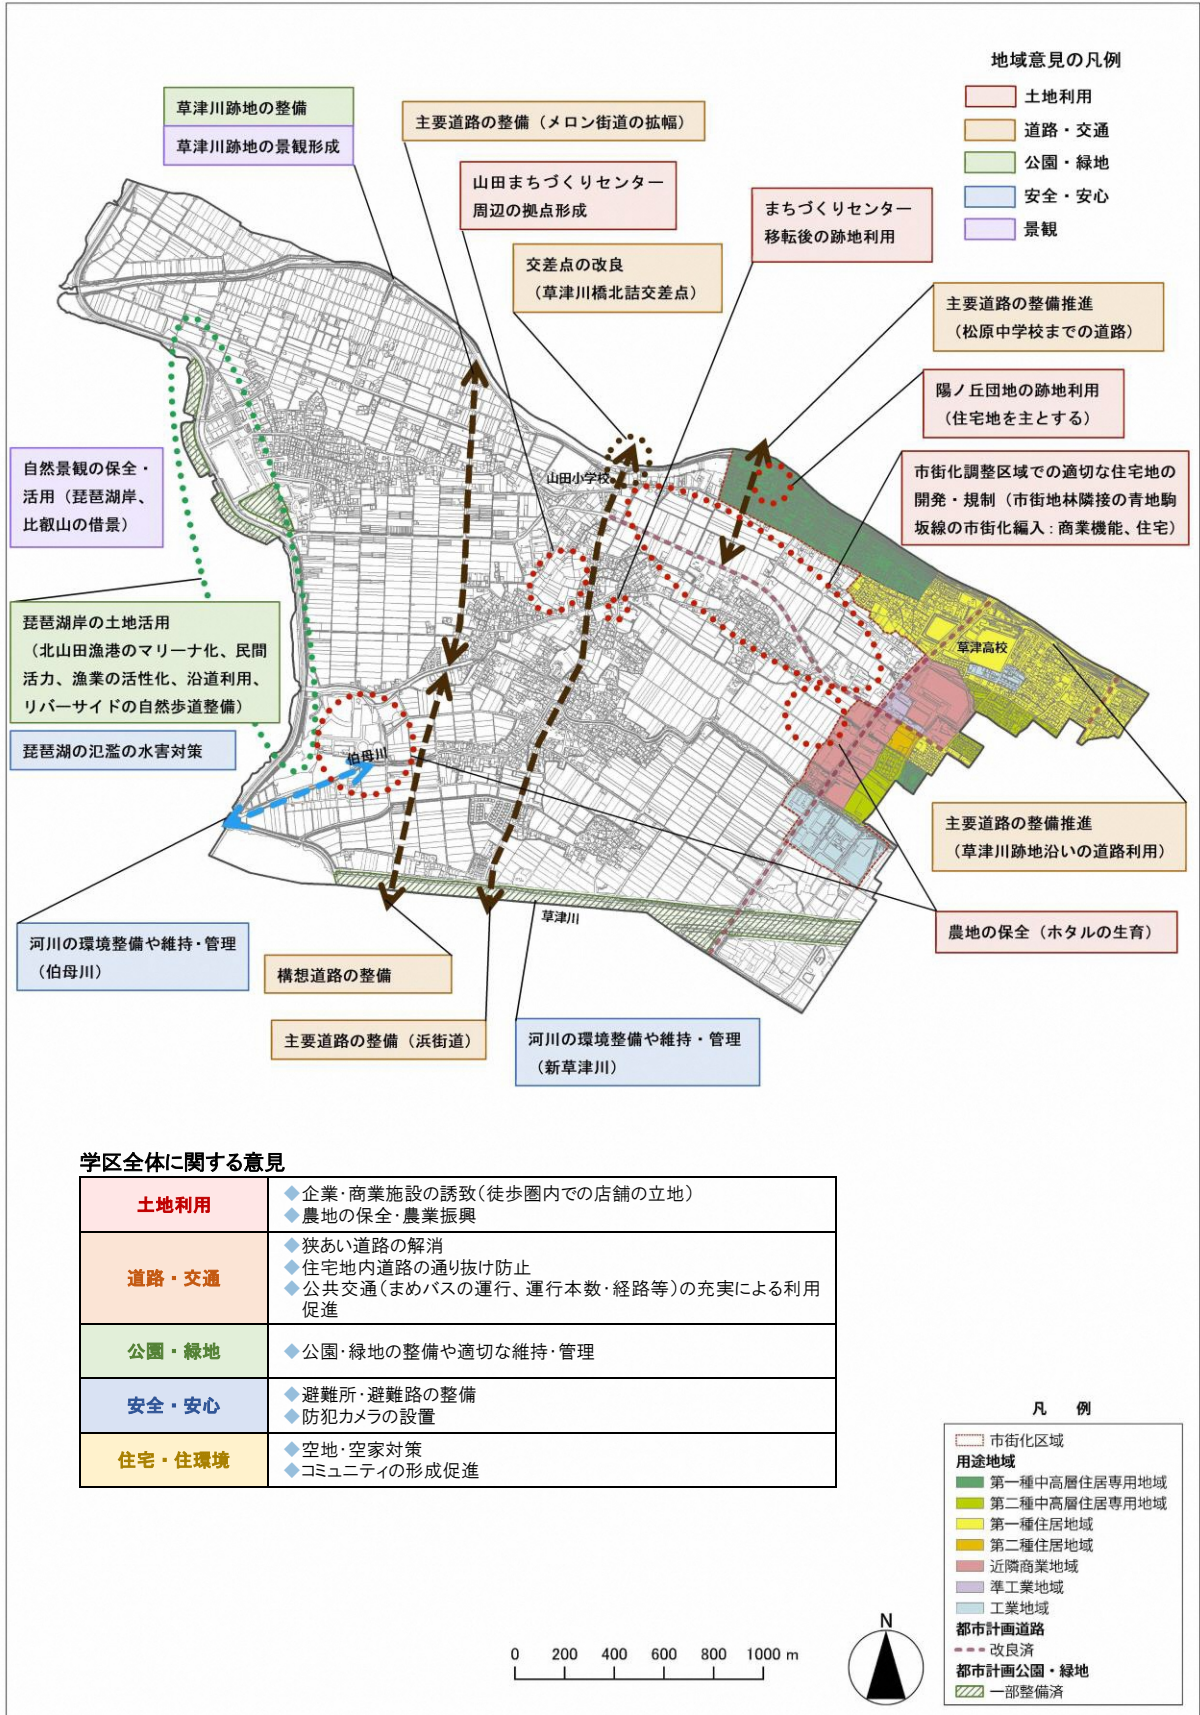 地域意見の凡例
土地利用
道路・交通
公園・緑地
安全・安心
景観
草津川跡地の整備
草津川跡地の景観形成
主要道路の整備（メロン街道の拡幅）
山田まちづくりセンター
周辺の拠点形成
まちづくりセンター
移転後の跡地利用
交差点の改良
（草津川橋北詰交差点）
主要道路の整備推進
（松原中学校までの道路）
陽ノ丘団地の跡地利用
（住宅地を主とする）
市街化調整区域での適切な住宅地の
開発・規制（市街地林隣接の青地駒
坂線の市街化編入：商業機能、住宅）
山田小学校
自然景観の保全・
活用（琵琶湖岸、
比叡山の借景）
琵琶湖岸の土地活用
（北山田漁港のマリーナ化、民間
活力、漁業の活性化、沿道利用、
リバーサイドの自然歩道整備）
琵琶湖の氾濫の水害対策
草津高校
伯母川
主要道路の整備推進
（草津川跡地沿いの道路利用）
草津川
農地の保全（ホタルの生育）
河川の環境整備や維持・管理
（伯母川）
構想道路の整備
主要道路の整備（浜街道）
河川の環境整備や維持・管理
（新草津川）
学区全体に関する意見
土地利用
◆企業・商業施設の誘致（徒歩圏内での店舗の立地）
◆農地の保全・農業振興
道路・交通
◆狭あい道路の解消
◆住宅地内道路の通り抜け防止
◆公共交通（まめバスの運行、運行本数・経路等）の充実による利用
促進
公園・緑地
◆公園・緑地の整備や適切な維持・管理
安全・安心
◆避難所・避難路の整備
◆防犯カメラの設置
住宅・住環境
◆空地・空家対策
◆コミュニティの形成促進
凡　例
市街化区域
用途地域
第一種中高層住居専用地域
第二種中高層住居専用地域
第一種住居地域
第二種住居地域
近隣商業地域
準工業地域
工業地域
都市計画道路
改良済
都市計画公園・緑地
一部整備済
0 200 400 600 800 1000 m
N